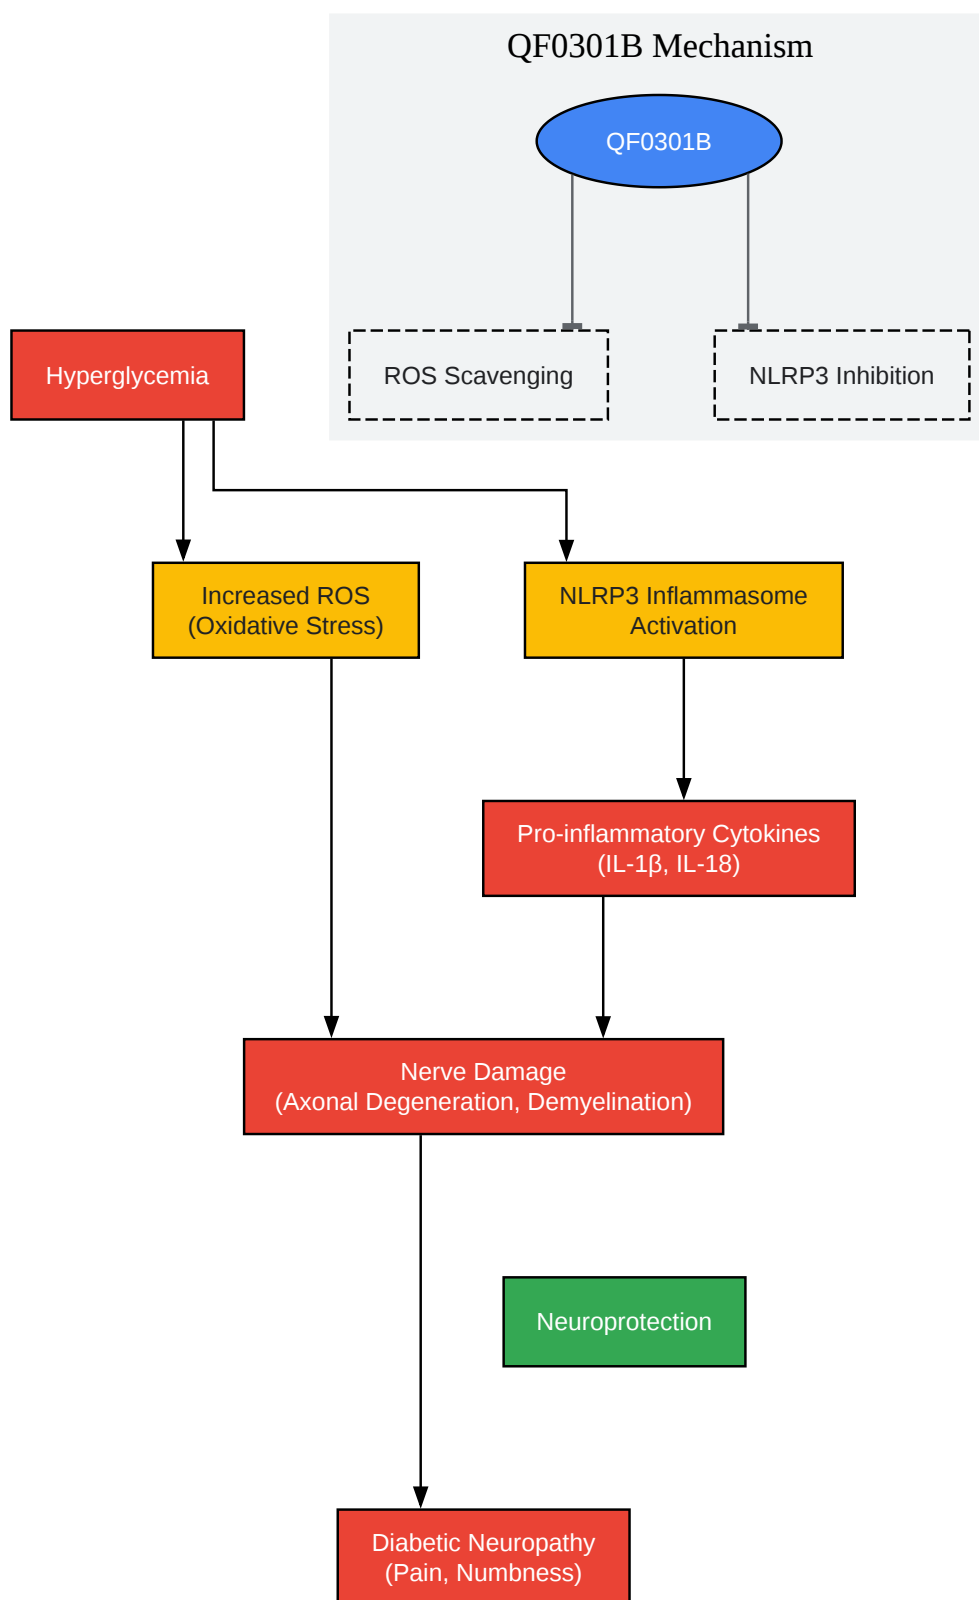 QF0301B Mechanism
QF0301B
Hyperglycemia
ROS Scavenging
NLRP3 Inhibition
Increased ROS
(Oxidative Stress)
NLRP3 Inflammasome
Activation
Pro-inflammatory Cytokines
(IL-1β, IL-18)
Nerve Damage
(Axonal Degeneration, Demyelination)
Neuroprotection
Diabetic Neuropathy
(Pain, Numbness)